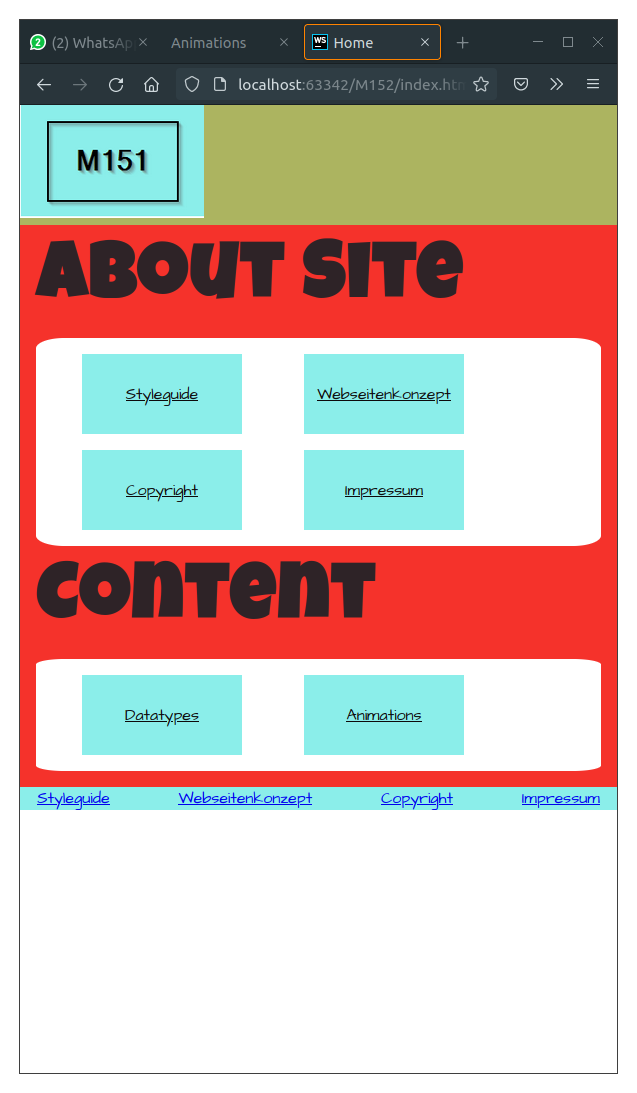 2 (2) WhatsAp
Animations
WS Home
localhost:63342/M152/index.htm
M151
ABOUT SITE
Styleguide Webseitenkonzept
Copyright Impressum
CONTENT
Datatypes Animations
Styleguide Webseitenkonzept Copyright Impressum